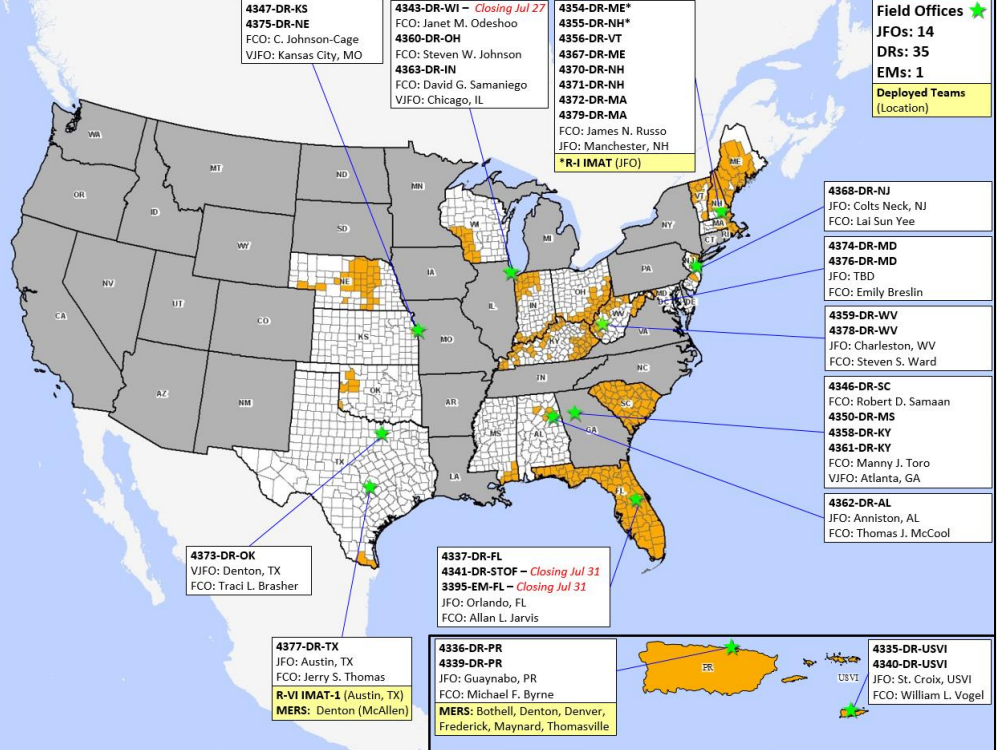 4347-DR-KS
4375-DR-NE
FCO: C. Johnson-Cage
VJFO: Kansas City, MO
4343-DR-WI – Closing Jul 27
FCO: Janet M. Odeshoo
4360-DR-OH
FCO: Steven W. Johnson
4363-DR-IN
FCO: David G. Samaniego
VJFO: Chicago, IL
4354-DR-ME*
4355-DR-NH*
4356-DR-VT
4367-DR-ME
4370-DR-NH
4371-DR-NH
4372-DR-MA
4379-DR-MA
FCO: James N. Russo
JFO: Manchester, NH
*R-I IMAT (JFO)
Field Offices
JFOs: 14
DRs: 35
EMs: 1
Deployed Teams
(Location)
4368-DR-NJ
JFO: Colts Neck, NJ
FCO: Lai Sun Yee
4374-DR-MD
4376-DR-MD
JFO: TBD
FCO: Emily Breslin
4359-DR-WV
4378-DR-WV
JFO: Charleston, WV
FCO: Steven S. Ward
4346-DR-SC
FCO: Robert D. Samaan
4350-DR-MS
4358-DR-KY
4361-DR-KY
FCO: Manny J. Toro
VJFO: Atlanta, GA
4362-DR-AL
JFO: Anniston, AL
FCO: Thomas J. McCool
WA
MT
ND
MN
OR
ID
SD
WI
MI
WY
NV
UT
CA
CO
NE
IA
IL
IN
OH
PA
NY
ME
VT
NH
MA
RI
CT
NJ
MD
DE
DC
WV
VA
KY
KS
MO
AZ
NM
OK
AR
TN
NC
SC
MS
AL
GA
TX
LA
FL
4373-DR-OK
VJFO: Denton, TX
FCO: Traci L. Brasher
4337-DR-FL
4341-DR-STOF – Closing Jul 31
3395-EM-FL – Closing Jul 31
JFO: Orlando, FL
FCO: Allan L. Jarvis
4377-DR-TX
JFO: Austin, TX
FCO: Jerry S. Thomas
R-VI IMAT-1 (Austin, TX)
MERS: Denton (McAllen)
4336-DR-PR
4339-DR-PR
JFO: Guaynabo, PR
FCO: Michael F. Byrne
MERS: Bothell, Denton, Denver,
Frederick, Maynard, Thomasville
PR
USVI
4335-DR-USVI
4340-DR-USVI
JFO: St. Croix, USVI
FCO: William L. Vogel